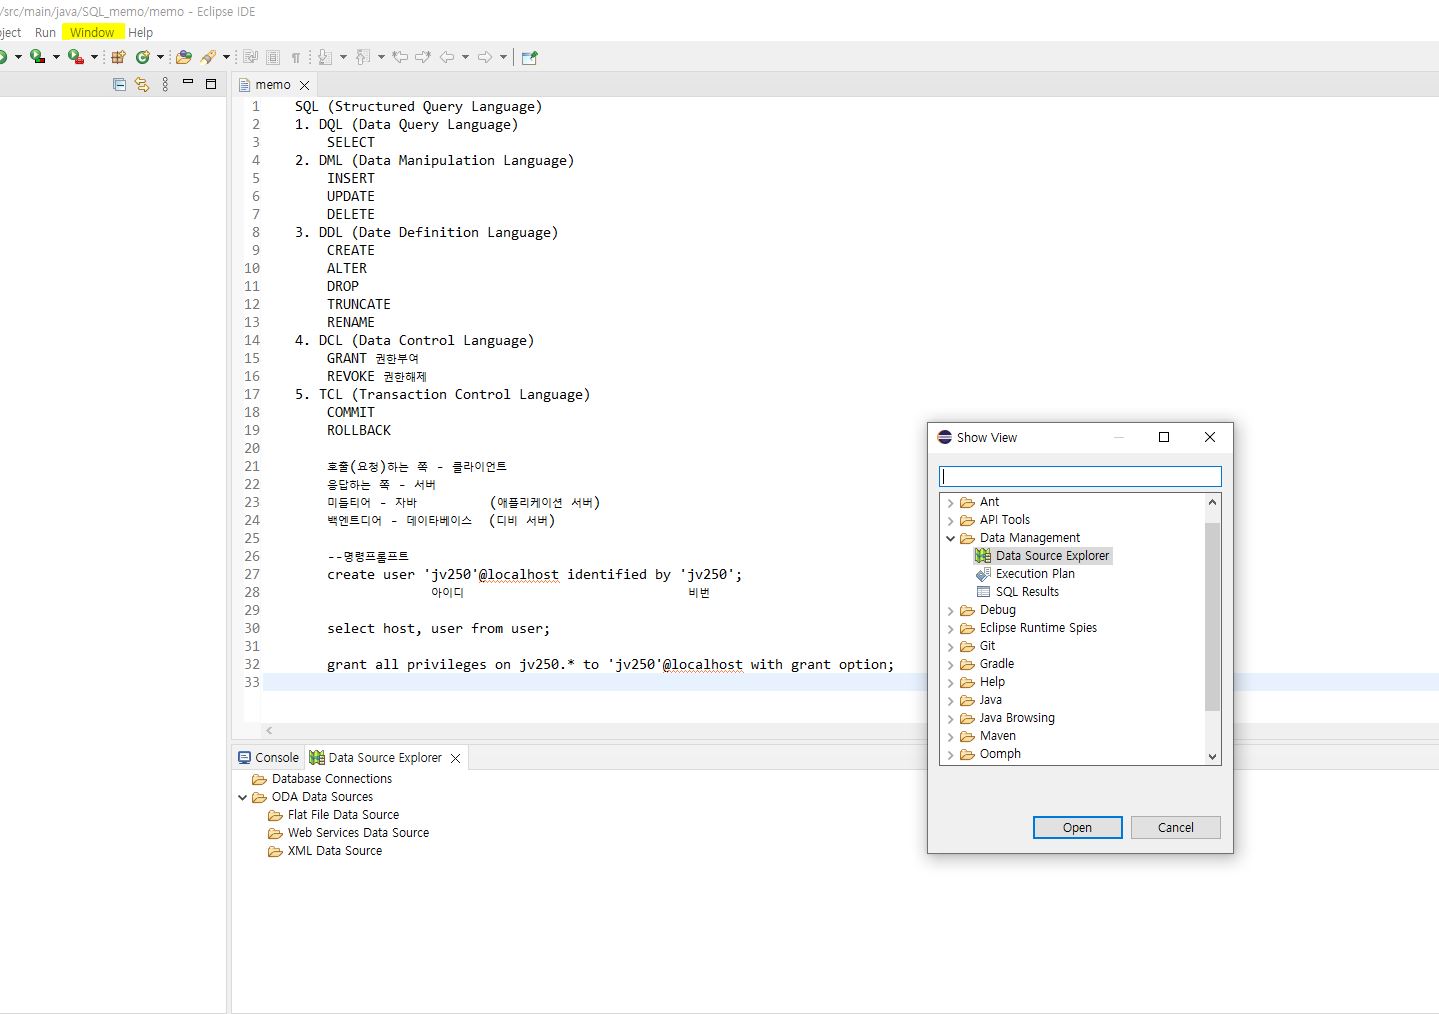 /src/main/java/SQL_memo/memo - Eclipse IDE
ject Run Window Help
memo
1 SQL (Structured Query Language)
2 1. DQL (Data Query Language)
3 SELECT
4 2. DML (Data Manipulation Language)
5 INSERT
6 UPDATE
7 DELETE
8 3. DDL (Date Definition Language)
9 CREATE
10 ALTER
11 DROP
12 TRUNCATE
13 RENAME
14 4. DCL (Data Control Language)
15 GRANT 권한부여
16 REVOKE 권한해제
17 5. TCL (Transaction Control Language)
18 COMMIT
19 ROLLBACK
20
21 호출(요청)하는 쪽 - 클라이언트
22 응답하는 쪽 - 서버
23 미들티어 - 자바 (애플리케이션 서버)
24 백엔트디어 - 데이타베이스 (디비 서버)
25
26 --명령프롬프트
27 create user 'jv250'@localhost identified by 'jv250';
28 아이디 비번
29
30 select host, user from user;
31
32 grant all privileges on jv250.* to 'jv250'@localhost with grant option;
33
Console Data Source Explorer
Database Connections
ODA Data Sources
Flat File Data Source
Web Services Data Source
XML Data Source
Show View
Ant
API Tools
Data Management
Data Source Explorer
Execution Plan
SQL Results
Debug
Eclipse Runtime Spies
Git
Gradle
Help
Java
Java Browsing
Maven
Oomph
Open Cancel